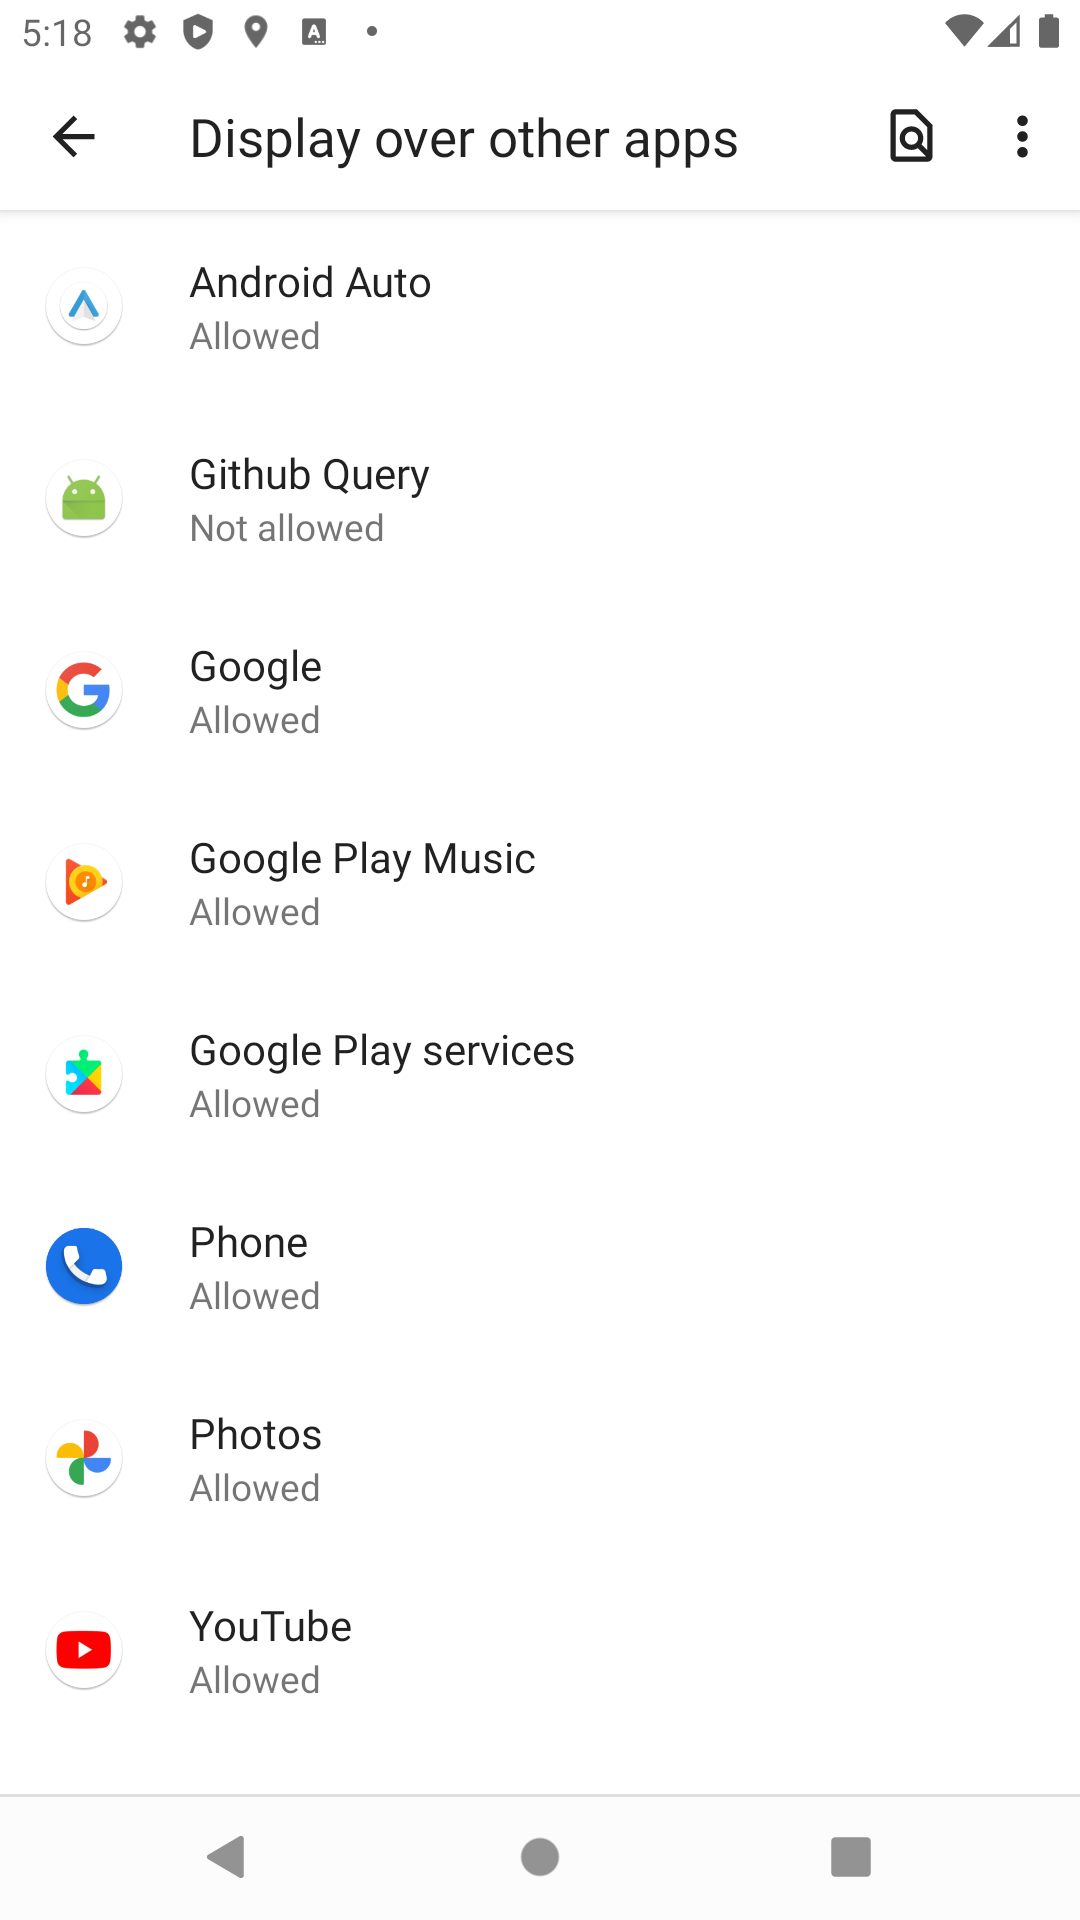 5:18
Display over other apps
Android Auto
Allowed
Github Query
Not allowed
Google
Allowed
Google Play Music
Allowed
Google Play services
Allowed
Phone
Allowed
Photos
Allowed
YouTube
Allowed